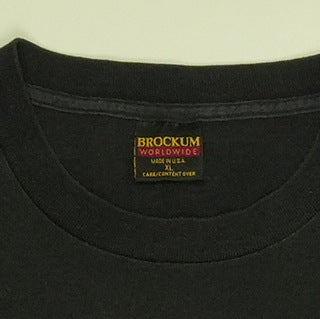 BROCKUM
WORLDWIDE
MADE IN U.S.A.
XL
CARE/CONTENT OVER